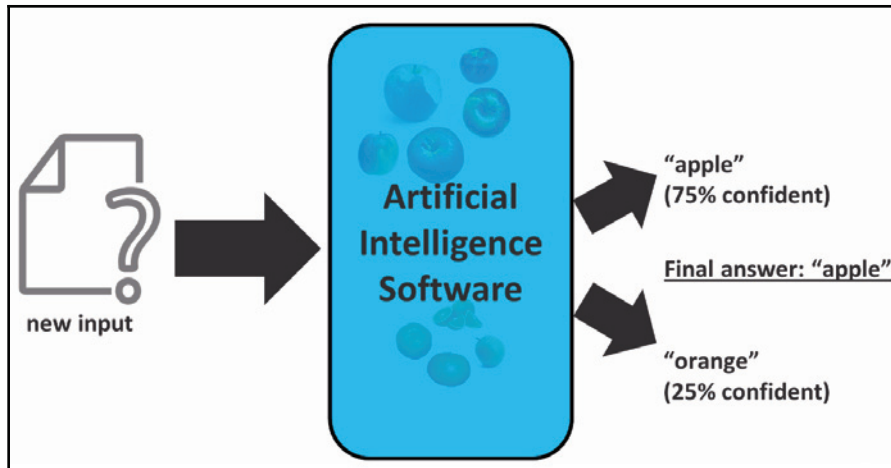 new input
Artificial
Intelligence
Software
“apple”
(75% confident)
Final answer: “apple”
“orange”
(25% confident)